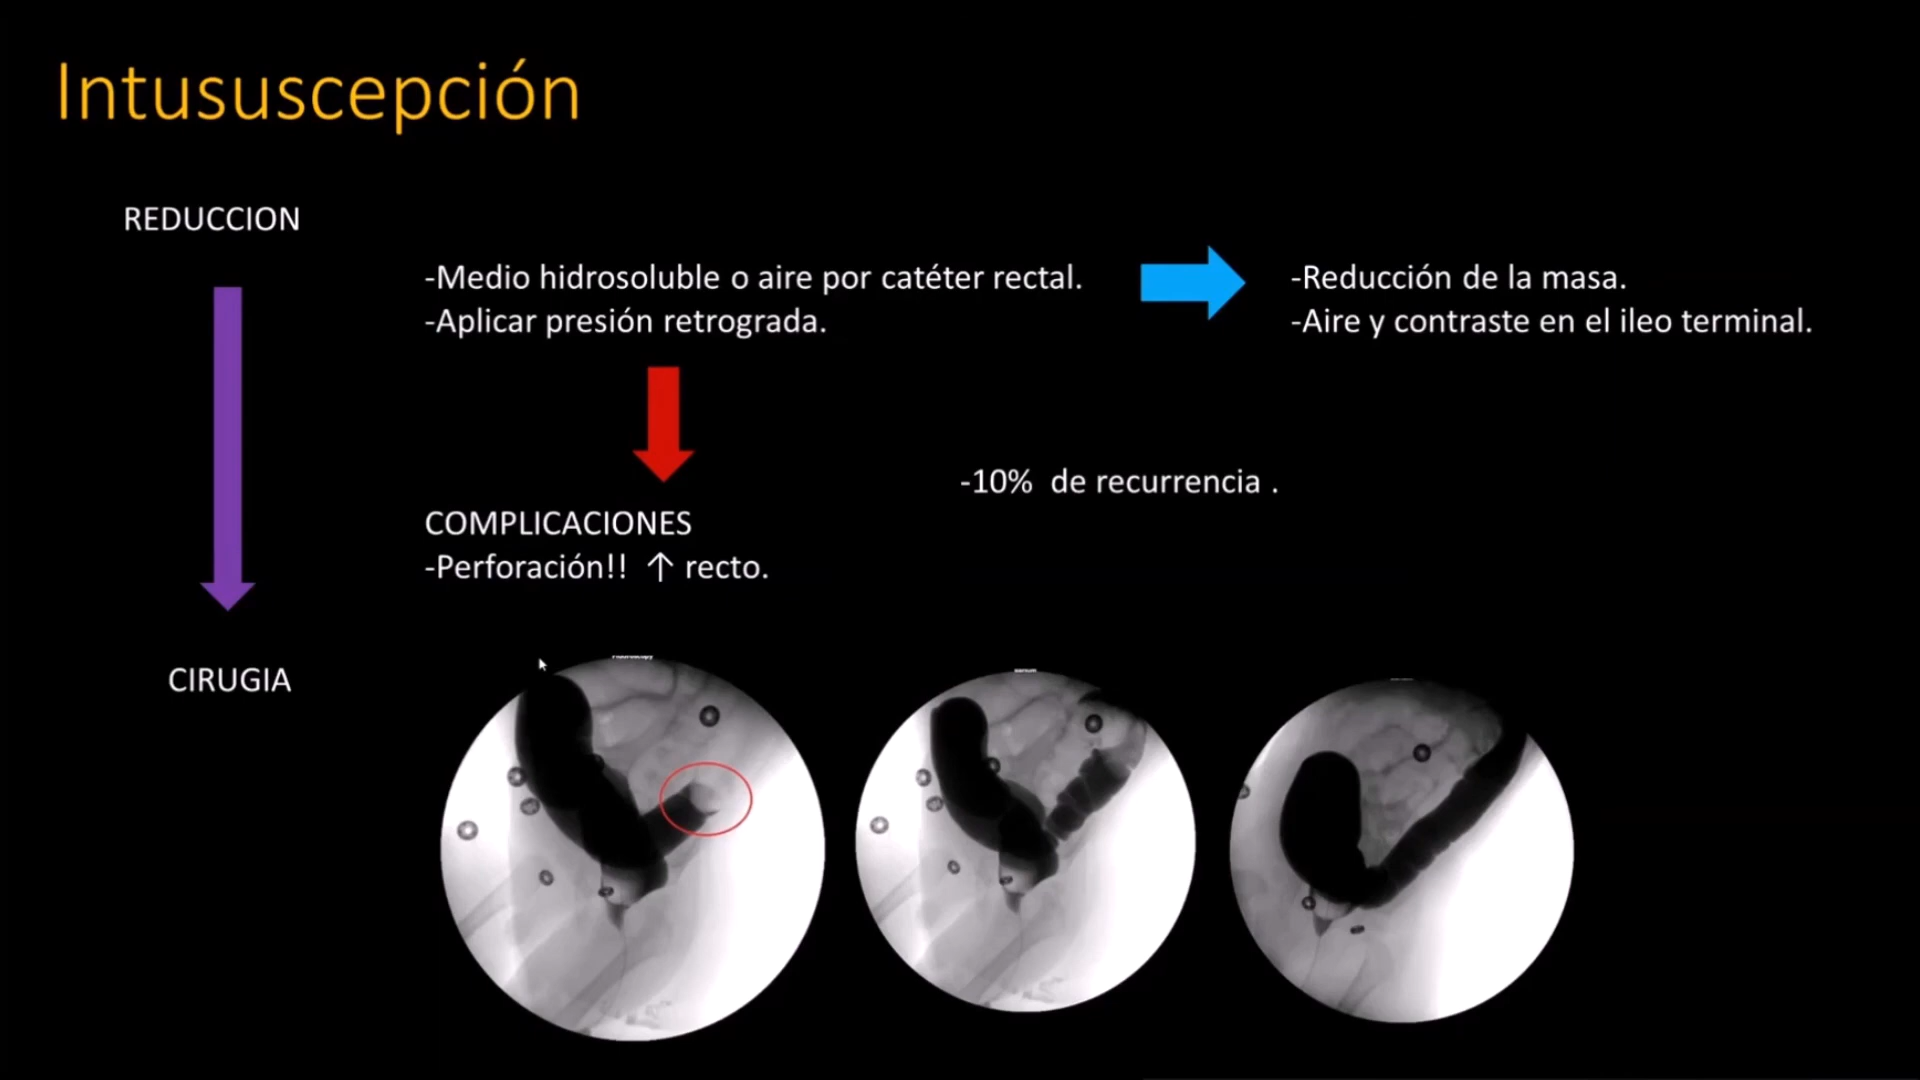 Intususcepción
REDUCCION
-Medio hidrosoluble o aire por catéter rectal.
-Aplicar presión retrograda.
-Reducción de la masa.
-Aire y contraste en el ileo terminal.
-10% de recurrencia .
COMPLICACIONES
-Perforación!! ↑ recto.
CIRUGIA
Fluoroscopy